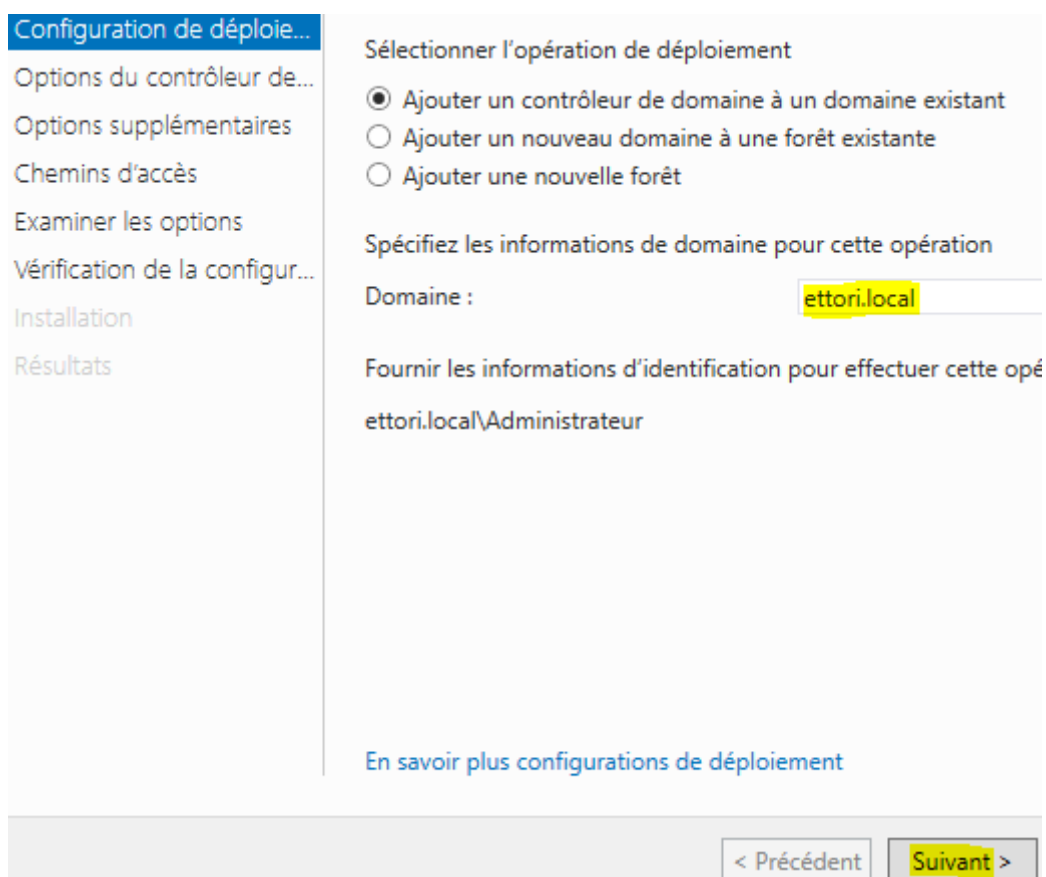 Configuration de déploie...
Options du contrôleur de...
Options supplémentaires
Chemins d'accès
Examiner les options
Vérification de la configur...
Installation
Résultats
Sélectionner l'opération de déploiement
Ajouter un contrôleur de domaine à un domaine existant
Ajouter un nouveau domaine à une forêt existante
Ajouter une nouvelle forêt
Spécifiez les informations de domaine pour cette opération
Domaine :
ettori.local
Fournir les informations d'identification pour effectuer cette opé
ettori.local\Administrateur
En savoir plus configurations de déploiement
< Précédent
Suivant >